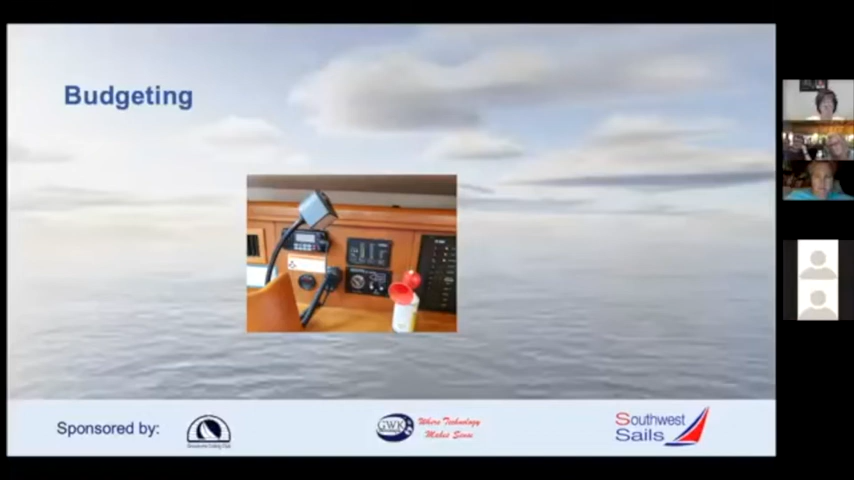 Budgeting
Sponsored by:
GWK
Where Technology
Makes Sense
Southwest
Sails